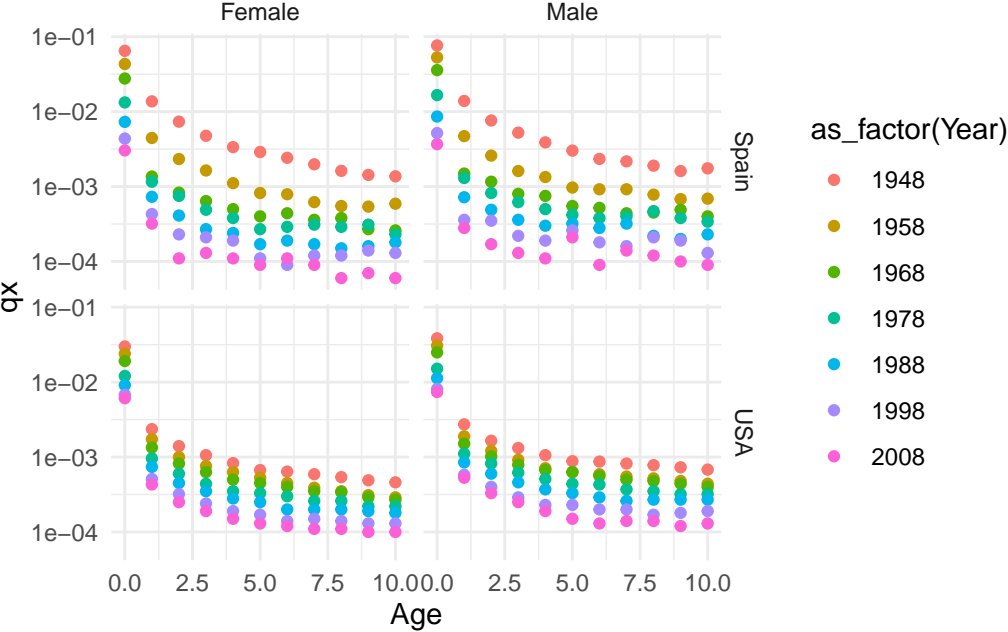 Female Male
1e−01
1e−02
1e−03
1e−04
Spain
1e−01
1e−02
1e−03
1e−04
USA
qx
0.0 2.5 5.0 7.5 10.0 0.0 2.5 5.0 7.5 10.0
Age
as_factor(Year)
1948
1958
1968
1978
1988
1998
2008